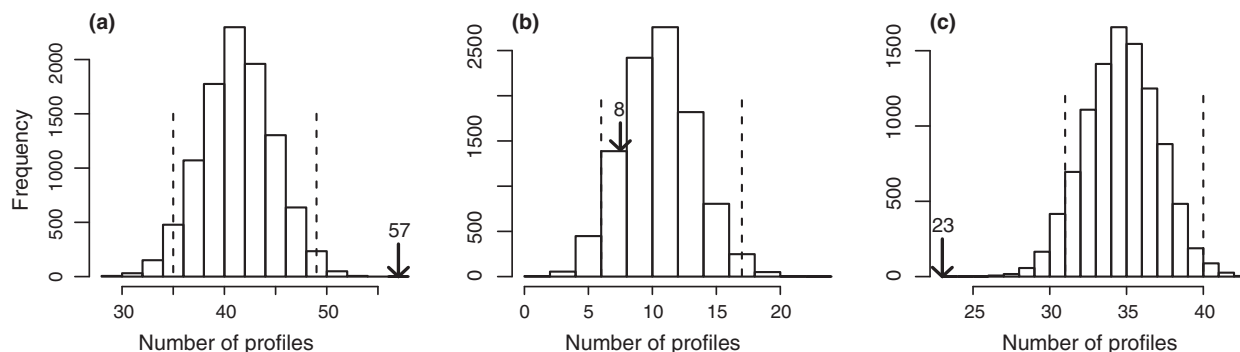 (a)
Frequency
0 500 1000 1500 2000
57
30 40 50
Number of profiles
(b)
0 500 1500 2500
8
0 5 10 15 20
Number of profiles
(c)
0 500 1000 1500
23
25 30 35 40
Number of profiles